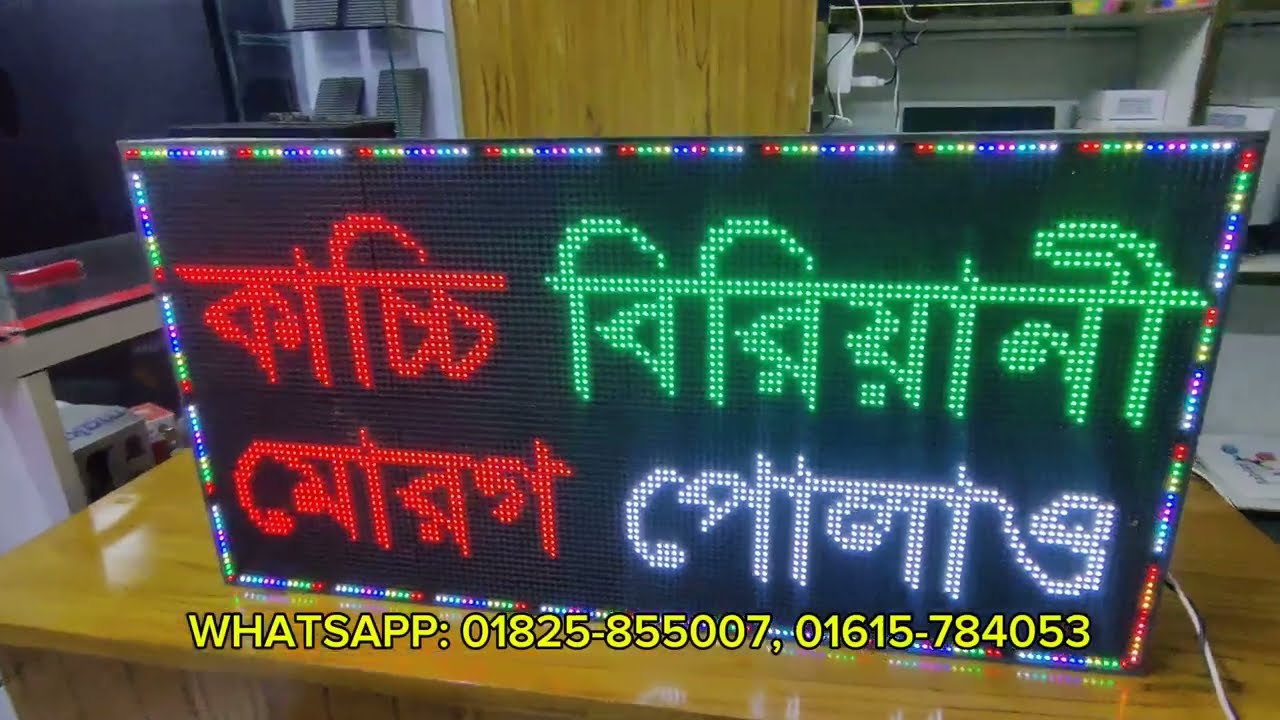 কাচ্চি বিরিয়ানী
মোরগ পোলাও
WHATSAPP: 01825-855007, 01615-784053